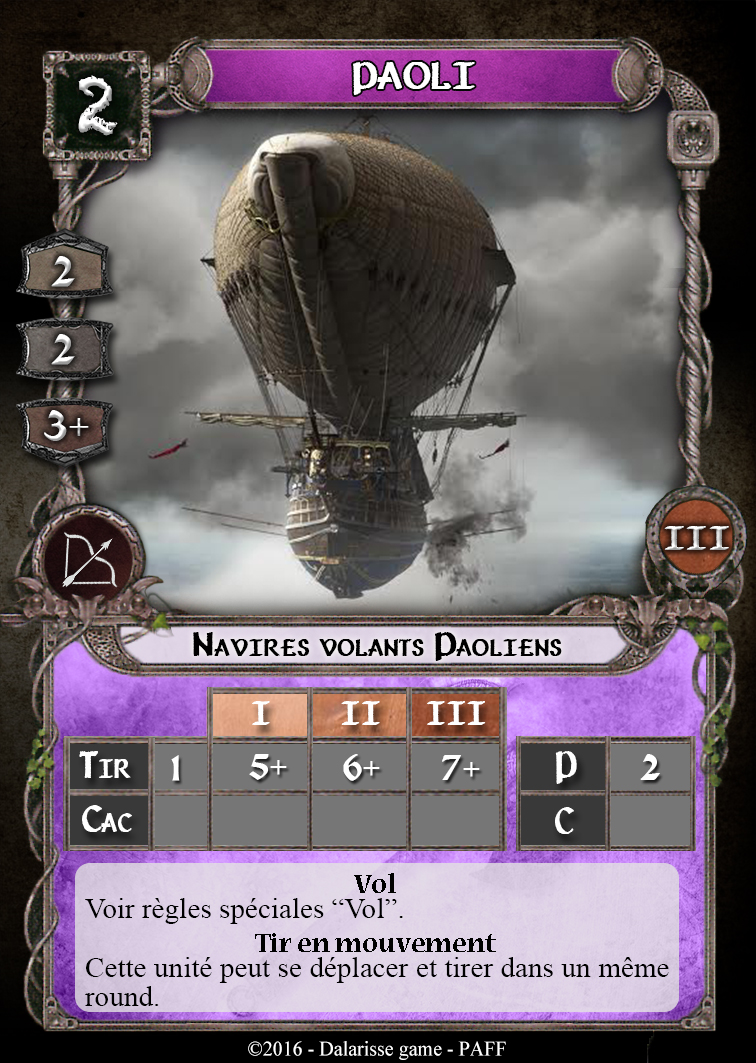 PAOLI
2
2
2
3+
III
Navires volants Paoliens
I II III
Tir 1 5+ 6+ 7+ P 2
Cac C
Vol
Voir règles spéciales “Vol”.
Tir en mouvement
Cette unité peut se déplacer et tirer dans un même
round.
©2016 - Dalarisse game - PAFF